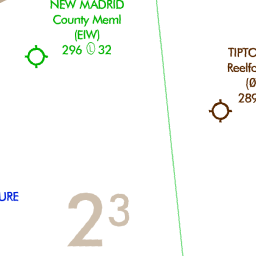 NEW MADRID
County Meml
(EIW)
296 32
TIPTO
Reelfo
(Ø
289
URE
2³